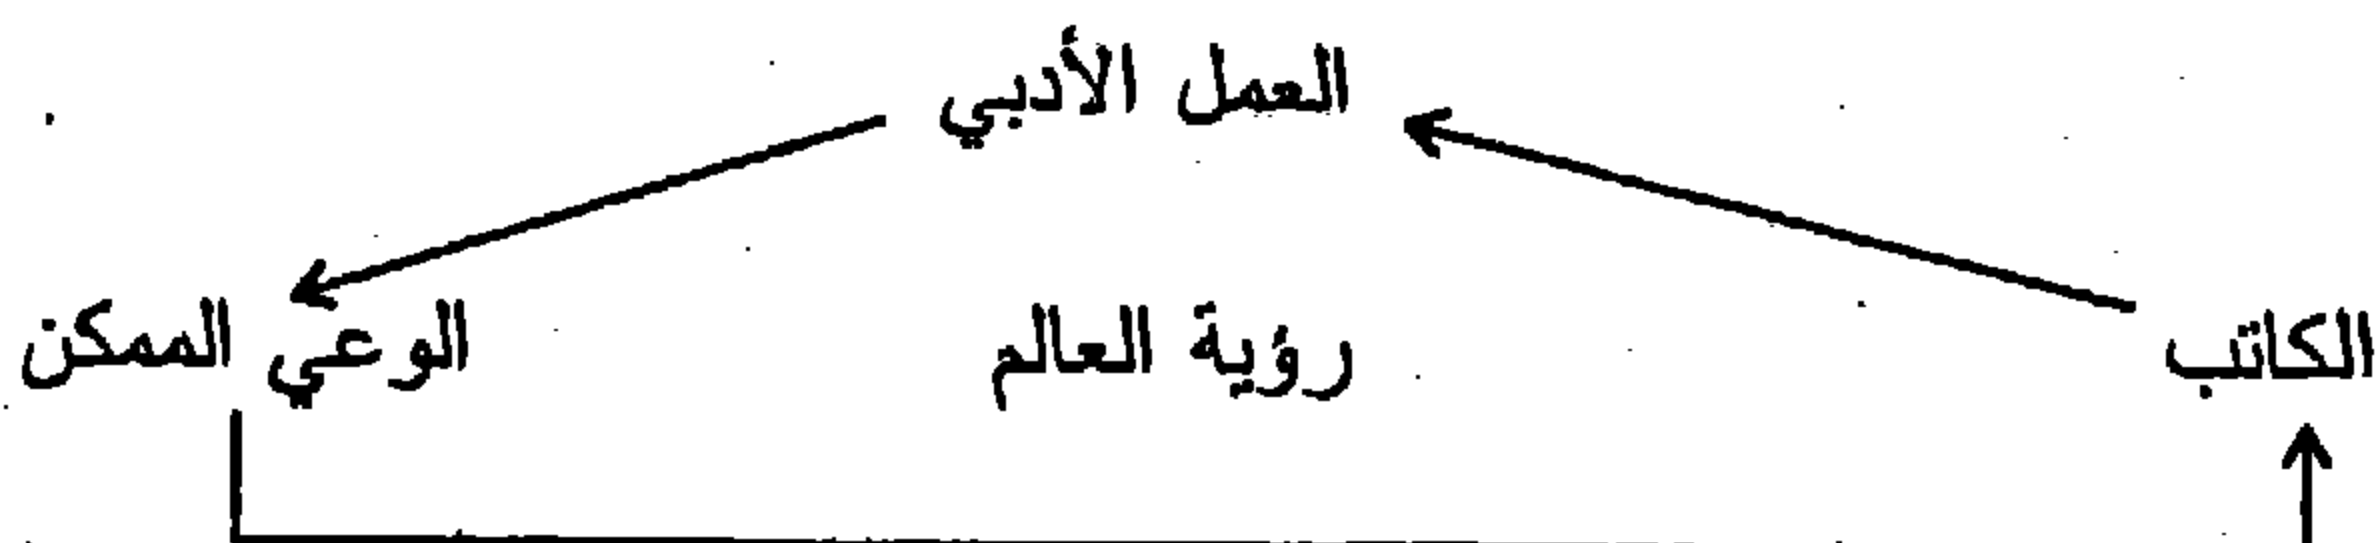 العمل الأدبي
الكاتب
رؤية العالم
الوعي الممكن